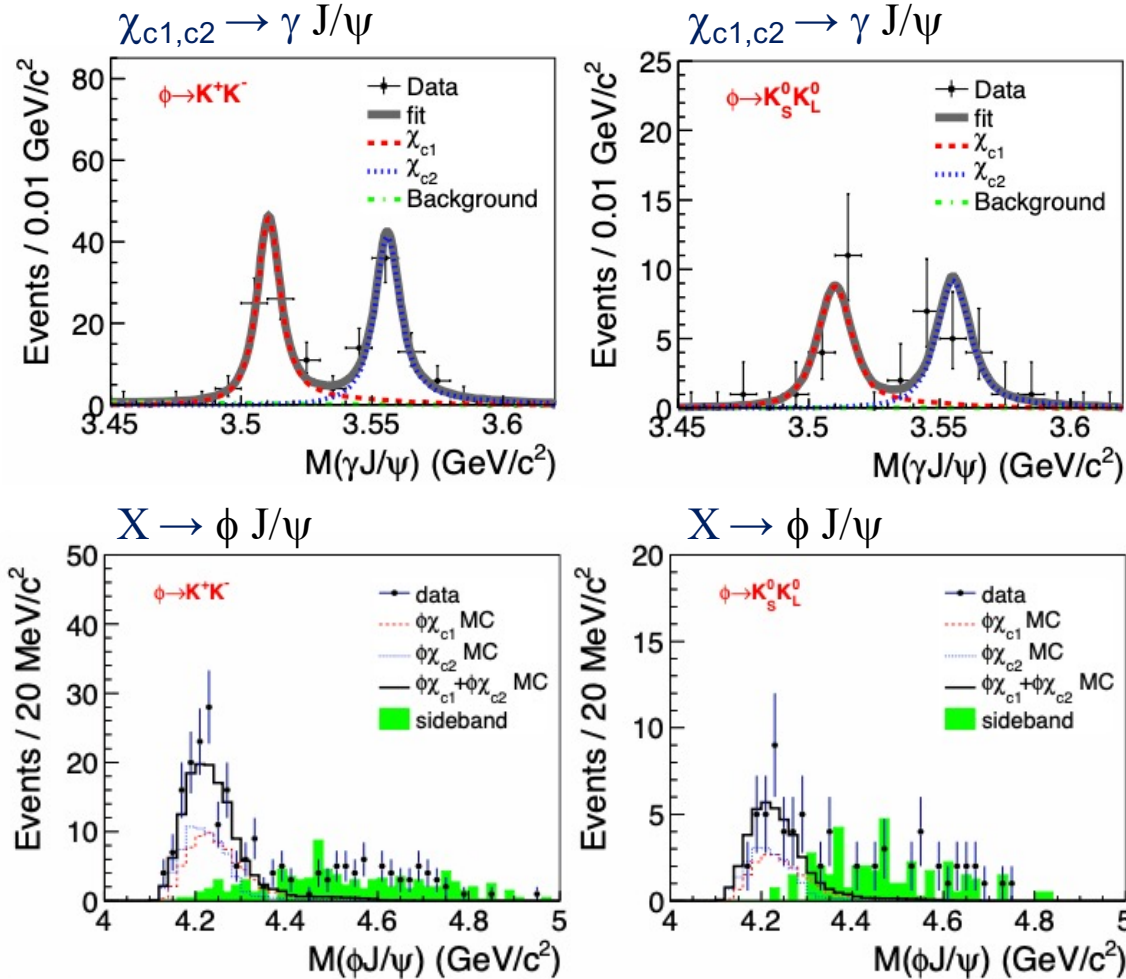 χc1,c2 → γ J/ψ
Events / 0.01 GeV/c²
80
60
40
20
0
ϕ→K⁺K⁻
Data
fit
χc1
χc2
Background
3.45
3.5
3.55
3.6
M(γJ/ψ) (GeV/c²)
χc1,c2 → γ J/ψ
Events / 0.01 GeV/c²
25
20
15
10
5
0
ϕ→K⁰S K⁰L
Data
fit
χc1
χc2
Background
3.45
3.5
3.55
3.6
M(γJ/ψ) (GeV/c²)
X → ϕ J/ψ
Events / 20 MeV/c²
50
40
30
20
10
0
ϕ→K⁺K⁻
data
ϕχc1 MC
ϕχc2 MC
ϕχc1+ϕχc2 MC
sideband
4
4.2
4.4
4.6
4.8
5
M(ϕJ/ψ) (GeV/c²)
X → ϕ J/ψ
Events / 20 MeV/c²
20
15
10
5
0
ϕ→K⁰S K⁰L
data
ϕχc1 MC
ϕχc2 MC
ϕχc1+ϕχc2 MC
sideband
4
4.2
4.4
4.6
4.8
5
M(ϕJ/ψ) (GeV/c²)